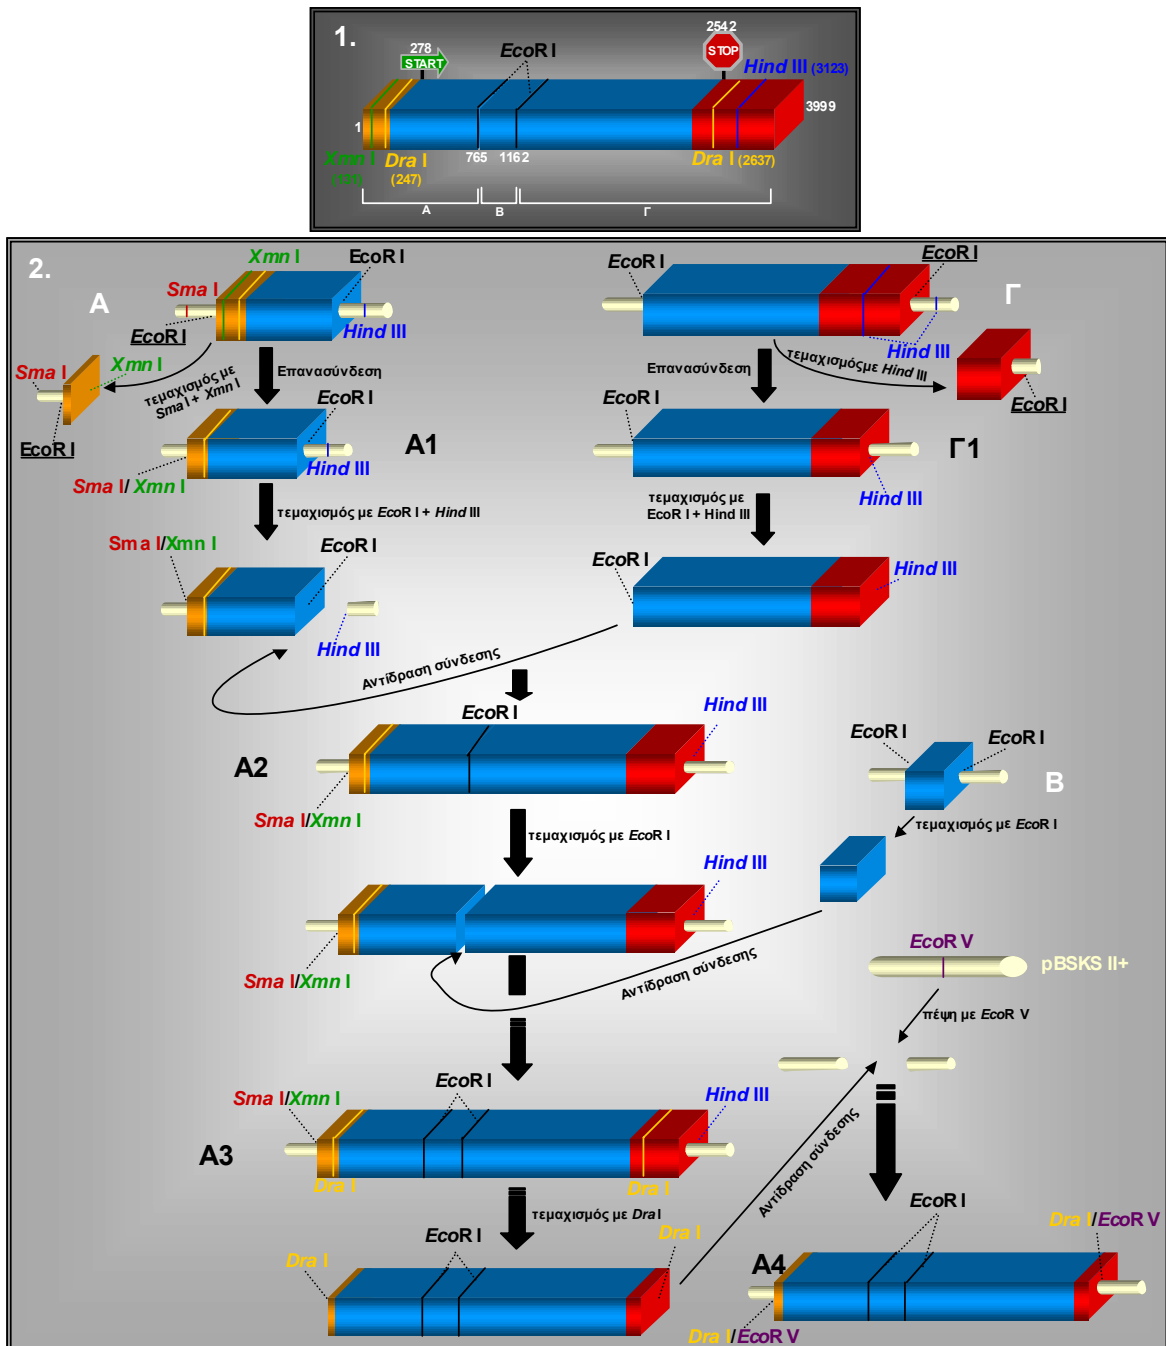 1.
278
START
EcoR I
2542
STOP
Hind III (3123)
1
3999
Xmn I
(131)
Dra I
(247)
765
1162
Dra I (2637)
A
B
Γ
2.
Xmn I
EcoR I
Sma I
A
EcoR I
Hind III
EcoR I
EcoR I
Γ
Hind III
Sma I
Xmn I
EcoR I
τεμαχισμός με
Sma I + Xmn I
Επανασύνδεση
Επανασύνδεση
τεμαχισμόςμε Hind III
EcoR I
EcoR I
A1
Hind III
Sma I/ Xmn I
EcoR I
Γ1
Hind III
τεμαχισμός με EcoR I + Hind III
τεμαχισμός με
EcoR I + Hind III
Sma I/Xmn I
EcoR I
Hind III
EcoR I
Hind III
Αντίδραση σύνδεσης
EcoR I
Hind III
A2
Sma I/Xmn I
EcoR I
EcoR I
B
τεμαχισμός με EcoR I
τεμαχισμός με EcoR I
Hind III
Sma I/Xmn I
Αντίδραση σύνδεσης
EcoR V
pBSKS II+
πέψη με EcoR V
EcoR I
Sma I/Xmn I
Hind III
A3
Dra I
Dra I
Αντίδραση σύνδεσης
τεμαχισμός με Dra I
EcoR I
Dra I
Dra I
EcoR I
Dra I/EcoR V
A4
Dra I/EcoR V